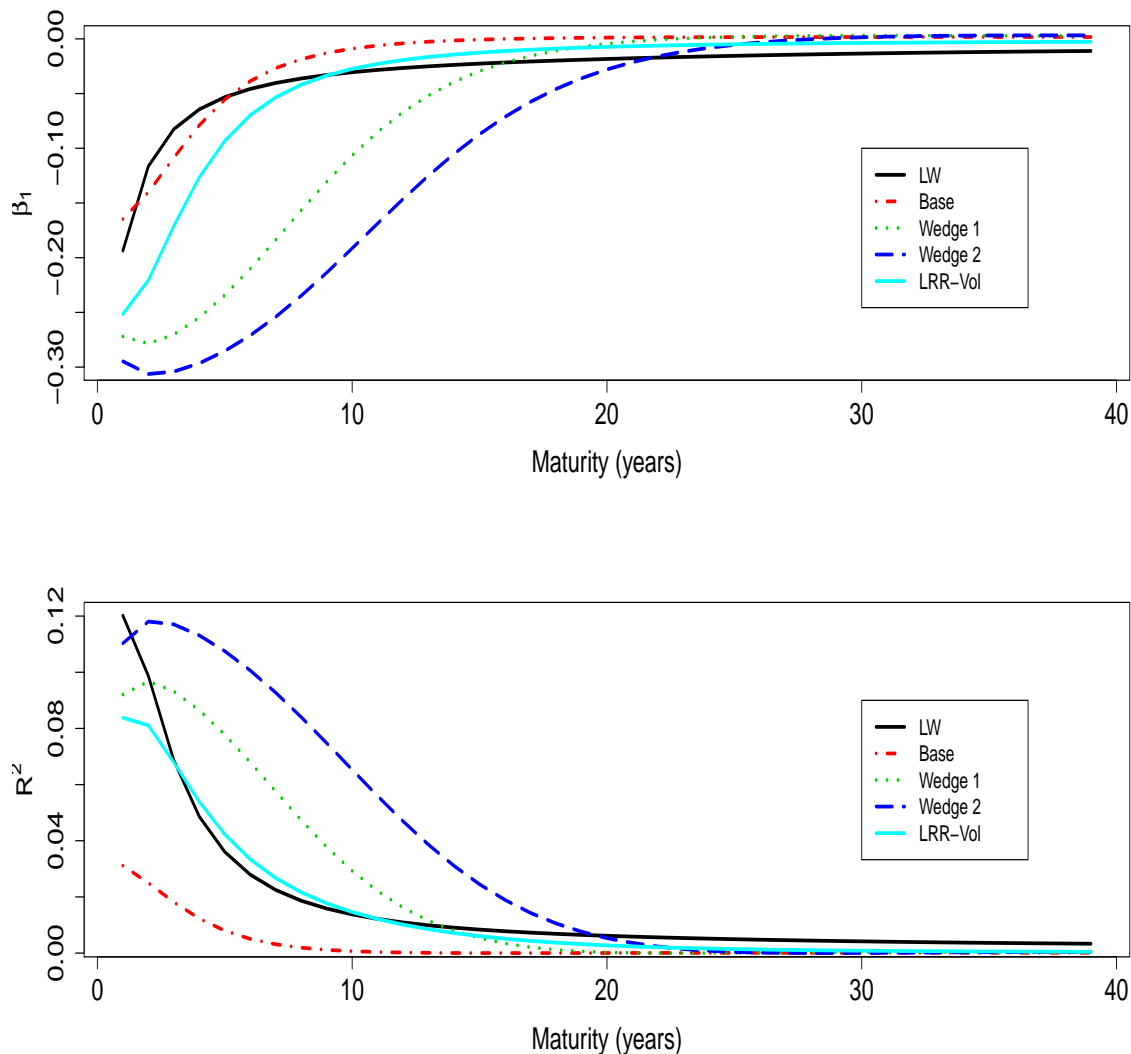 0.00
−0.10
−0.20
−0.30
β1
LW
Base
Wedge 1
Wedge 2
LRR−Vol
0 10 20 30 40
Maturity (years)
0.12
0.08
0.04
0.00
R2
LW
Base
Wedge 1
Wedge 2
LRR−Vol
0 10 20 30 40
Maturity (years)